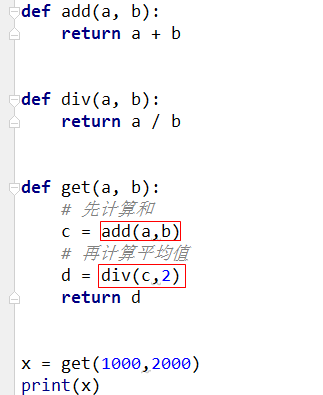 def add(a, b):
    return a + b
def div(a, b):
    return a / b
def get(a, b):
    # 先计算和
    c = add(a,b)
    # 再计算平均值
    d = div(c,2)
    return d
x = get(1000,2000)
print(x)